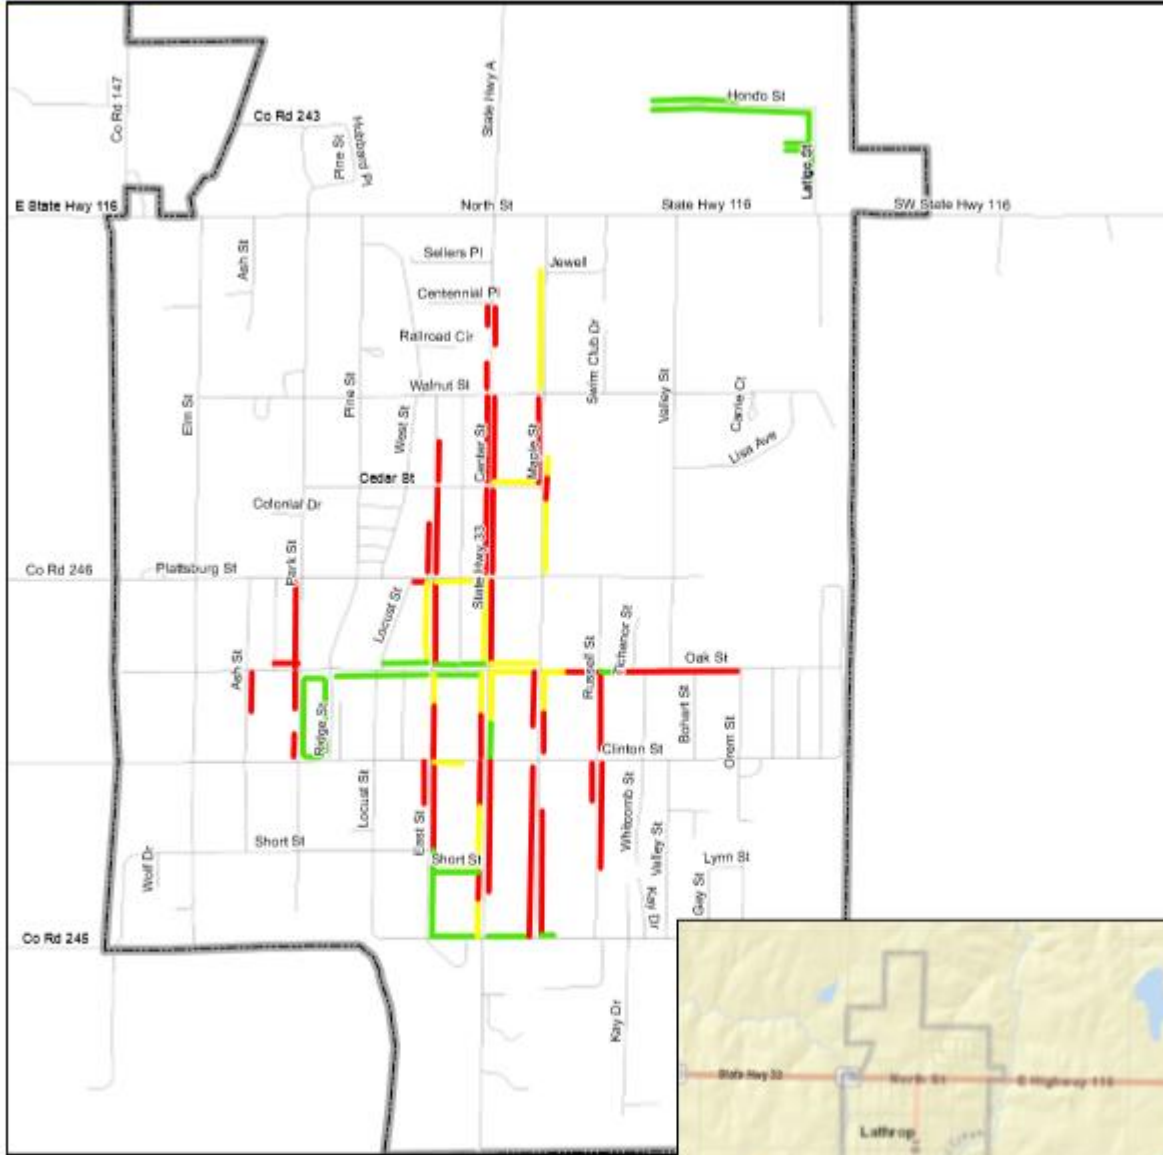 Co Rd 147
Co Rd 243
Pine St
Hubbard Pl
State Hwy A
Hondo St
Latigo St
E State Hwy 116
North St
State Hwy 116
SW State Hwy 116
Ash St
Sellers Pl
Jewell
Centennial Pl
Railroad Cir
Swim Club Dr
Walnut St
Elm St
Pine St
West St
Center St
Maple St
Valley St
Carrie Ct
Lisa Ave
Cedar St
Colonial Dr
Park St
State Hwy 33
Co Rd 246
Plattsburg St
Locust St
Russell St
Tichenor St
Oak St
Ash St
Ridge St
Bohart St
Orem St
Clinton St
Locust St
East St
Whitcomb St
Valley St
Short St
Short St
Wolf Dr
Lynn St
Kay Dr
Gay St
Co Rd 245
Kay Dr
State Hwy 33
North St
E Highway 116
Lathrop